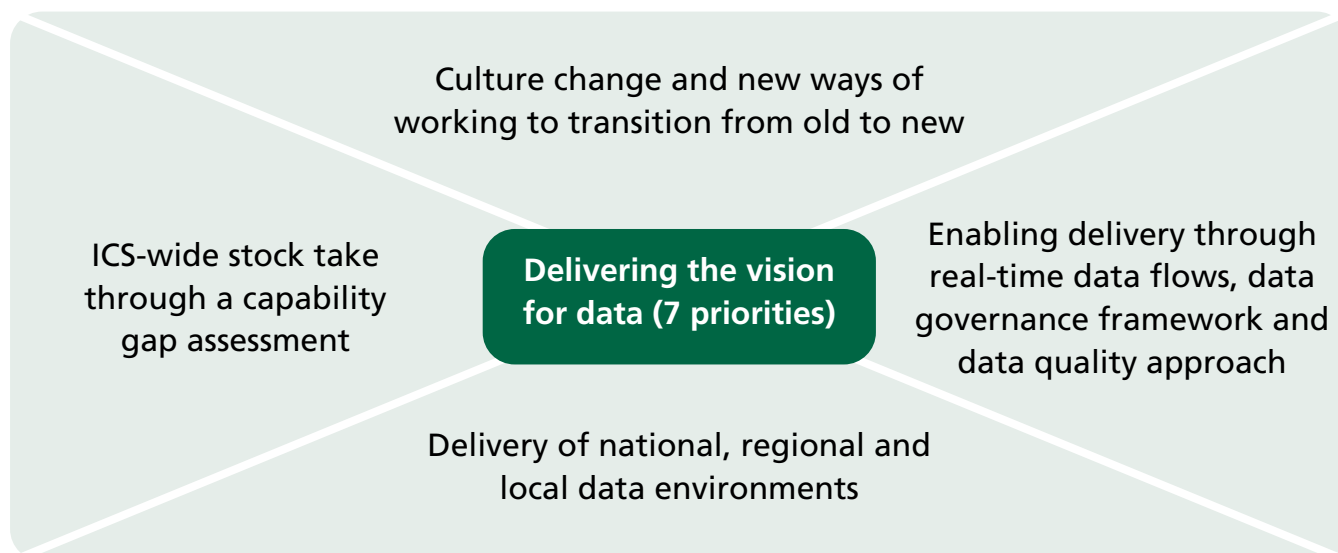 Culture change and new ways of
working to transition from old to new
ICS-wide stock take
through a capability
gap assessment
Delivering the vision
for data (7 priorities)
Enabling delivery through
real-time data flows, data
governance framework and
data quality approach
Delivery of national, regional and
local data environments